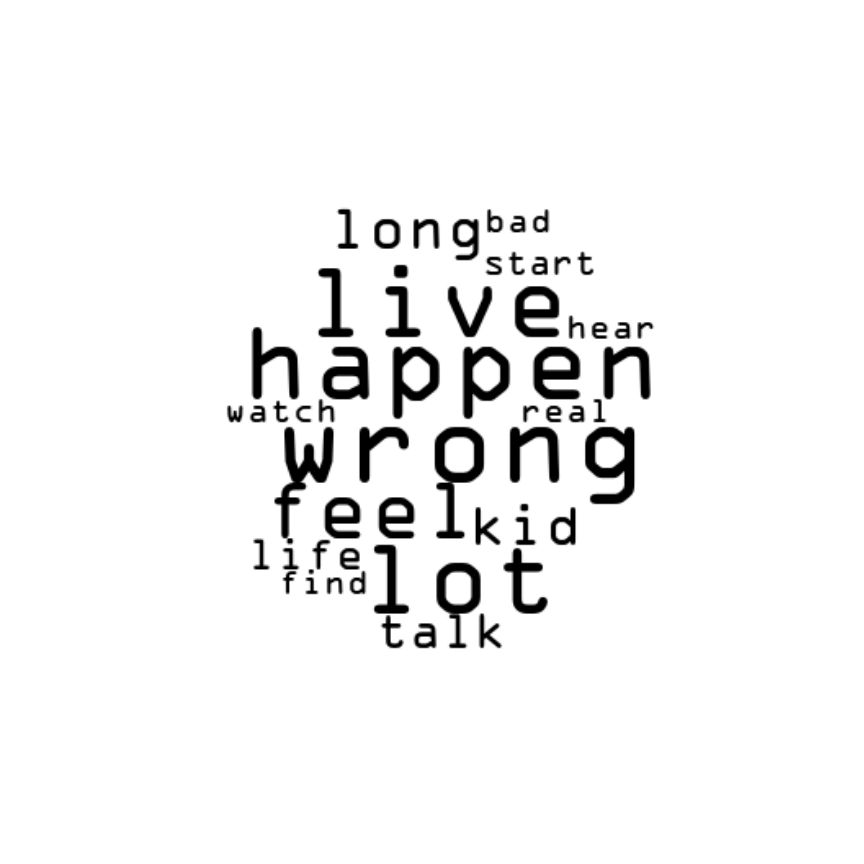 long bad
start
live
hear
happen
watch real
wrong
feel kid
life
find lot
talk